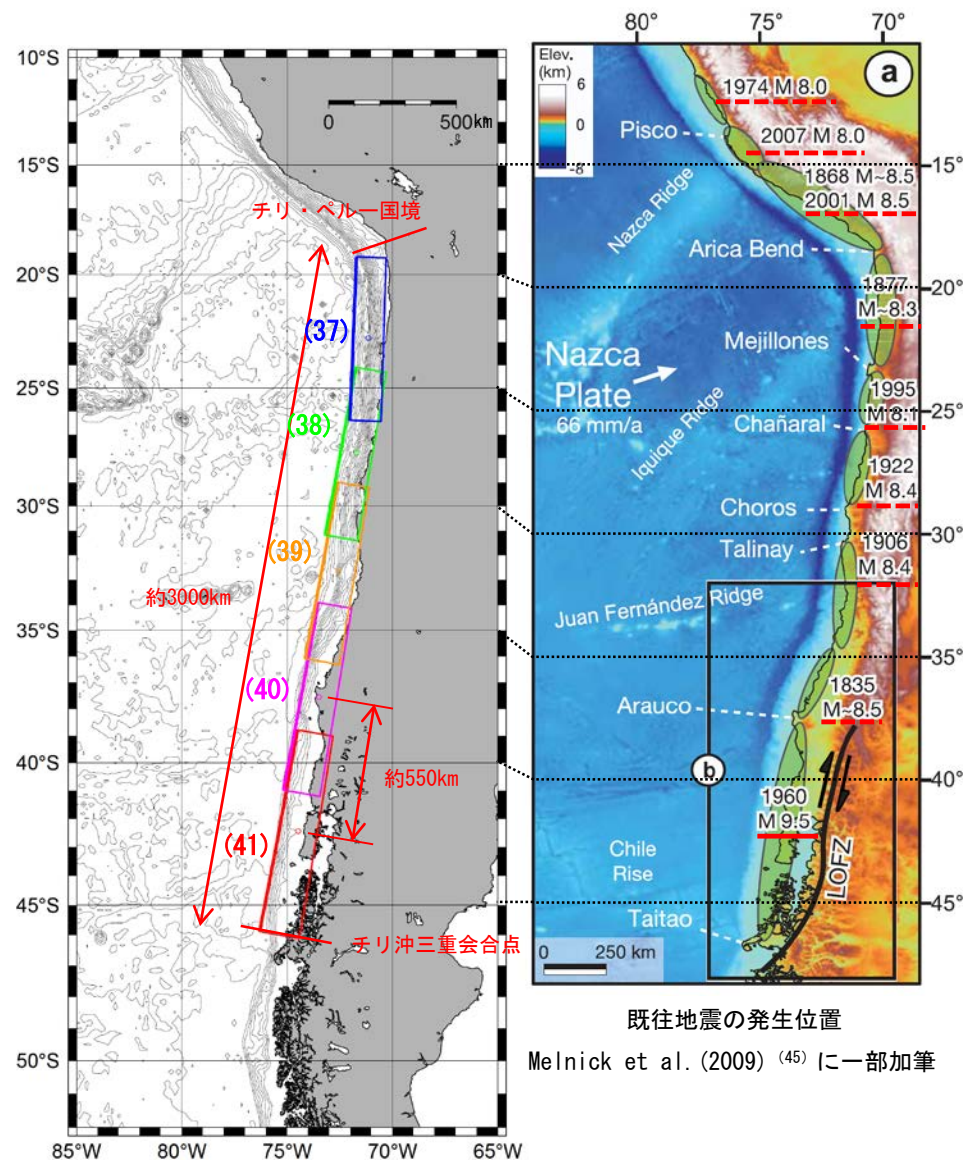 10°S
15°S
20°S
25°S
30°S
35°S
40°S
45°S
50°S
85°W
80°W
75°W
70°W
65°W
0
500km
チリ・ペルー国境
(37)
(38)
(39)
約3000km
(40)
約550km
(41)
チリ沖三重会合点
80°
75°
70°
Elev.
(km)
6
0
-8
a
1974 M 8.0
Pisco
2007 M 8.0
15°
1868 M~8.5
2001 M 8.5
Nazca Ridge
Arica Bend
20°
1877
M~8.3
Mejillones
Nazca
Plate
66 mm/a
1995
M 8.1
25°
Iquique Ridge
Chañaral
1922
M 8.4
Choros
30°
Talinay
1906
M 8.4
Juan Fernández Ridge
35°
1835
M~8.5
Arauco
b
40°
1960
M 9.5
LOFZ
Chile
Rise
45°
Taitao
0
250 km
既往地震の発生位置
Melnick et al.(2009) (45) に一部加筆